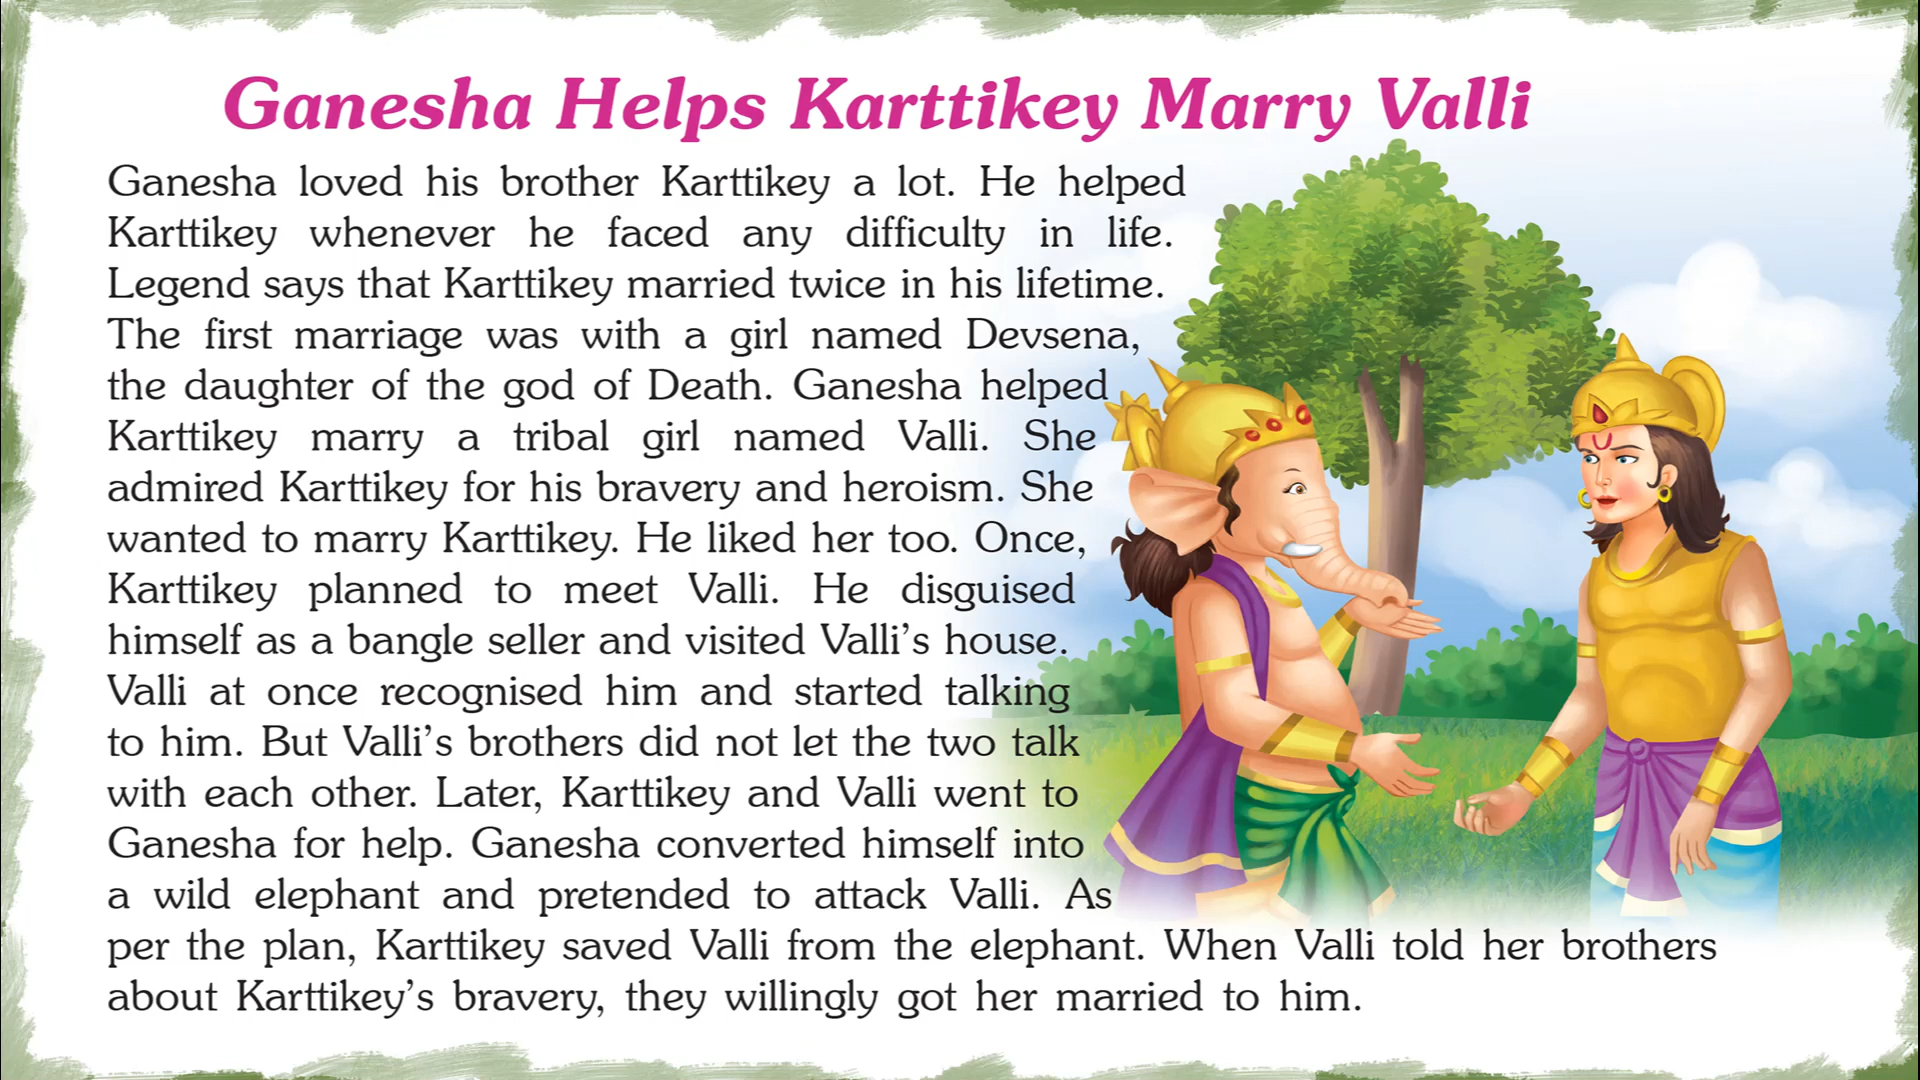 Ganesha Helps Karttikey Marry Valli
Ganesha loved his brother Karttikey a lot. He helped
Karttikey whenever he faced any difficulty in life.
Legend says that Karttikey married twice in his lifetime.
The first marriage was with a girl named Devsena,
the daughter of the god of Death. Ganesha helped
Karttikey marry a tribal girl named Valli. She
admired Karttikey for his bravery and heroism. She
wanted to marry Karttikey. He liked her too. Once,
Karttikey planned to meet Valli. He disguised
himself as a bangle seller and visited Valli’s house.
Valli at once recognised him and started talking
to him. But Valli’s brothers did not let the two talk
with each other. Later, Karttikey and Valli went to
Ganesha for help. Ganesha converted himself into
a wild elephant and pretended to attack Valli. As
per the plan, Karttikey saved Valli from the elephant. When Valli told her brothers
about Karttikey’s bravery, they willingly got her married to him.